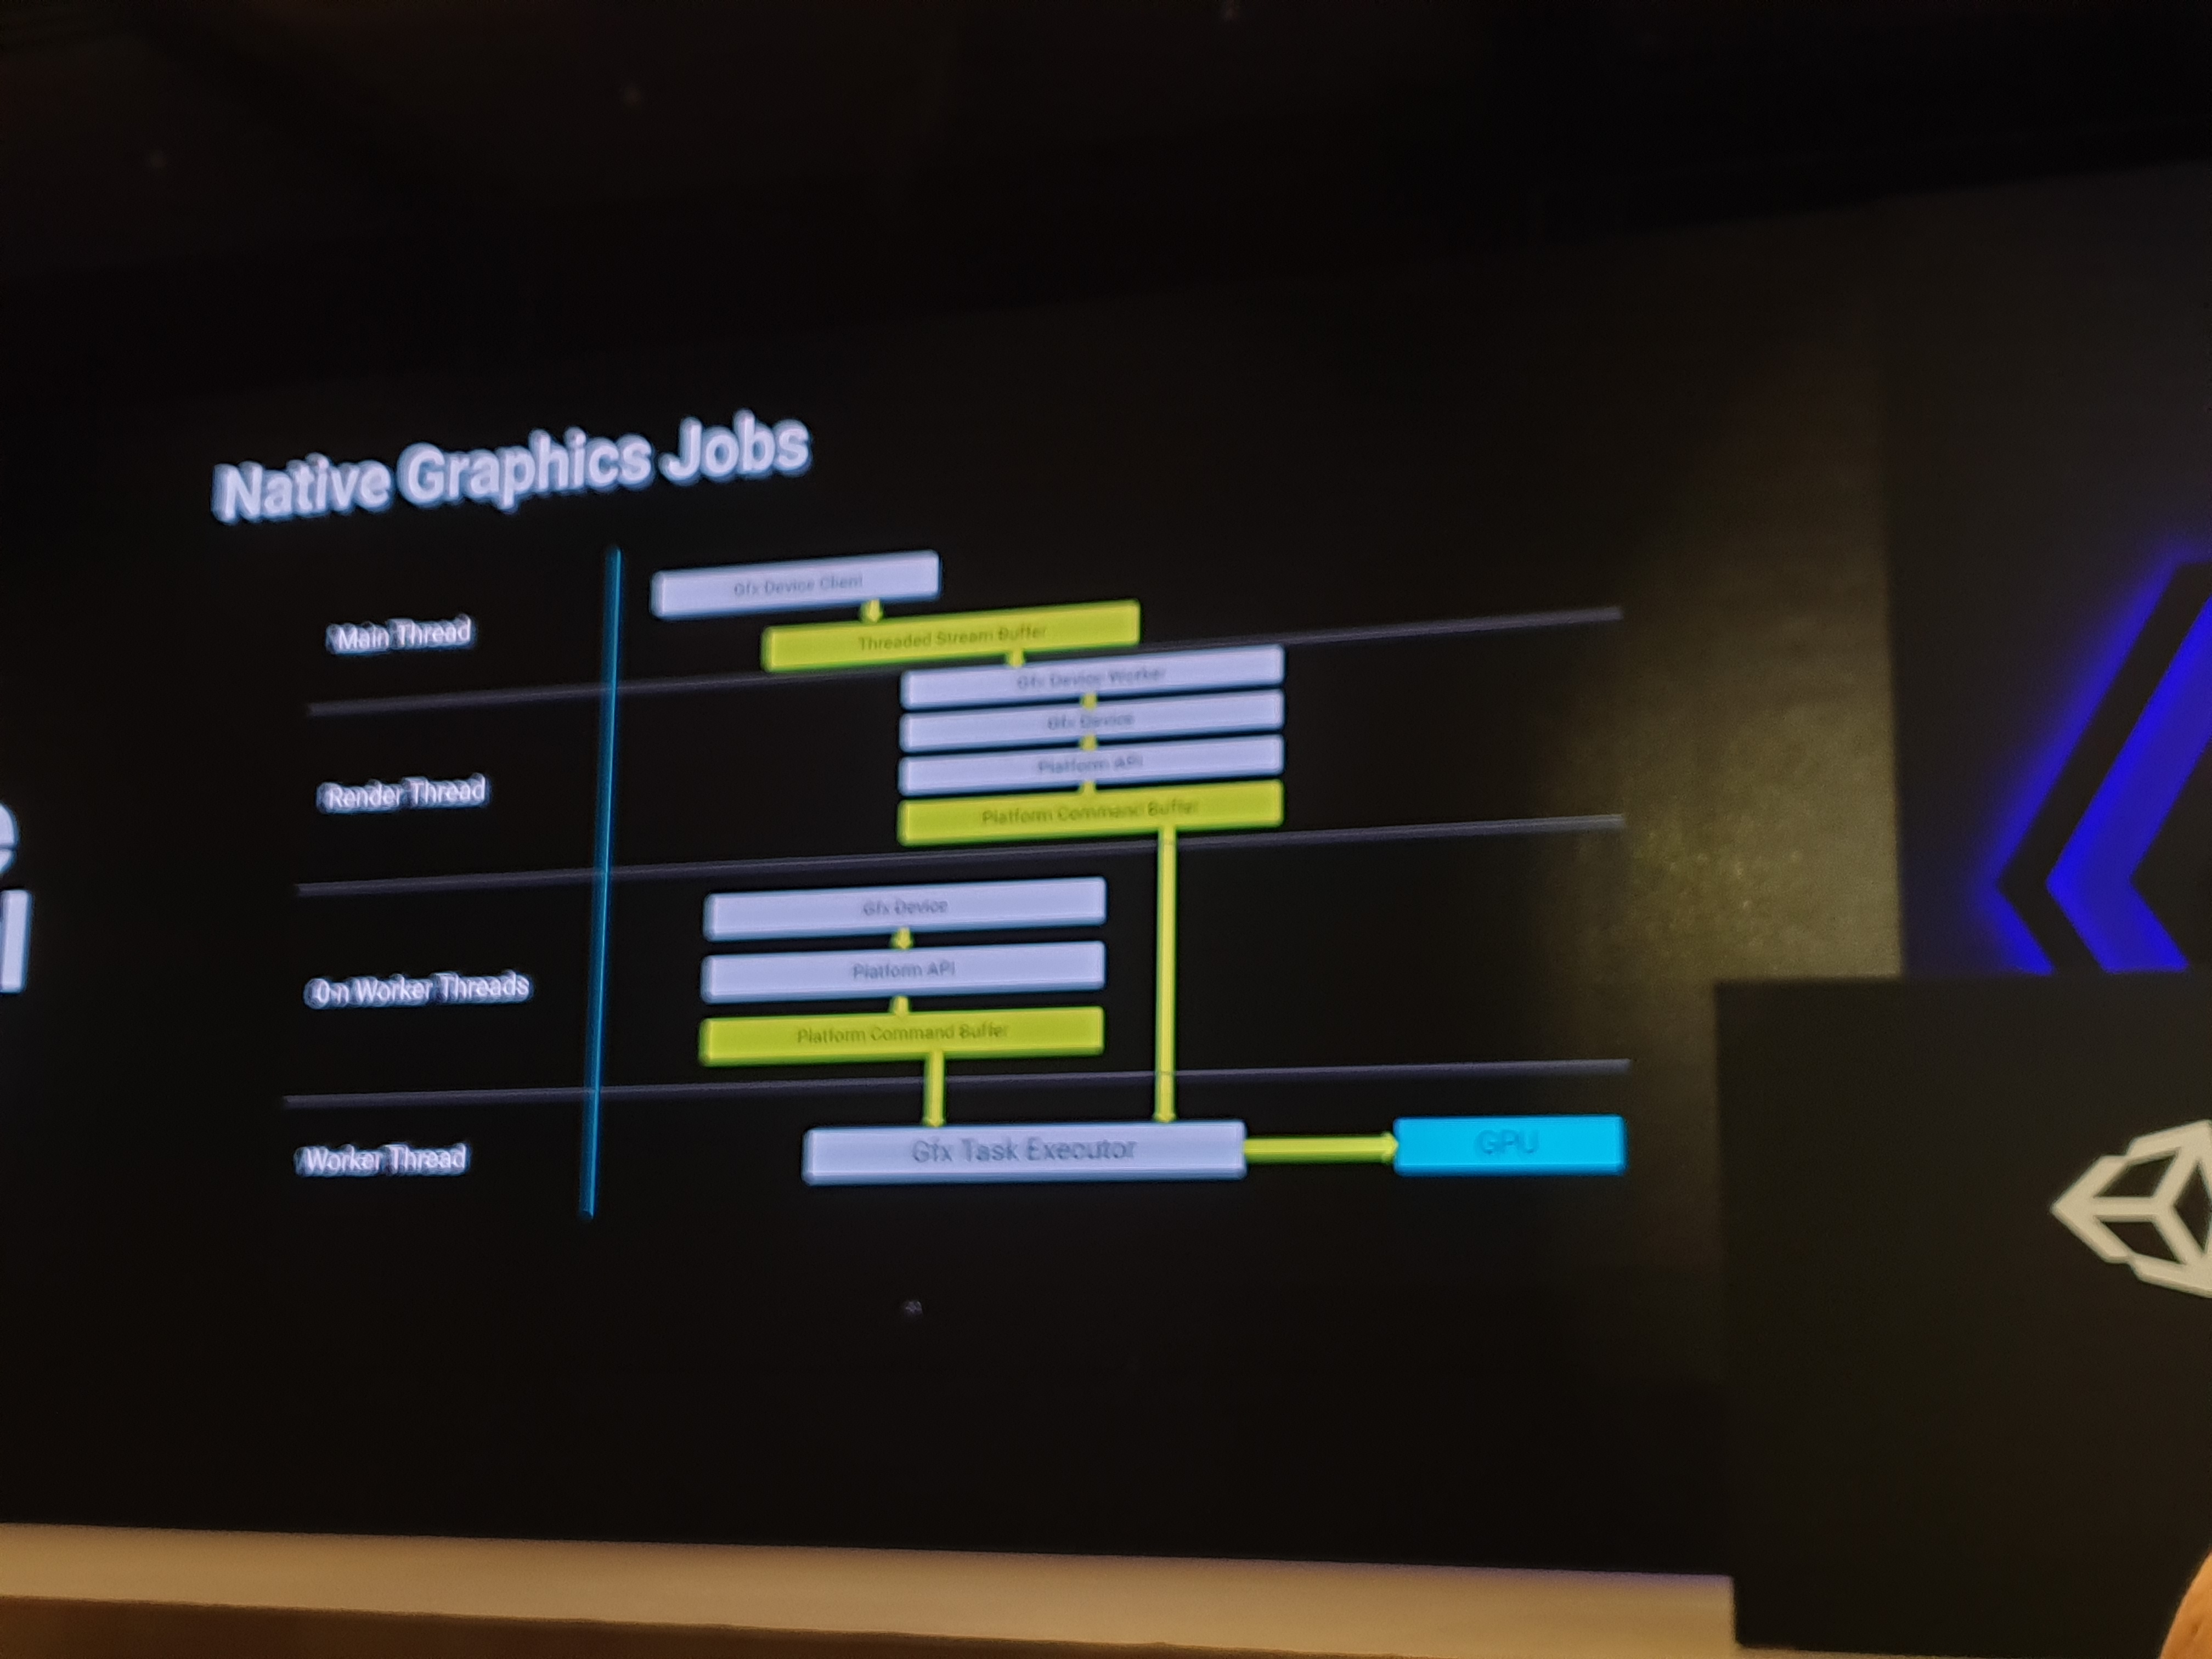 Native Graphics Jobs
Main Thread
Gfx Device Client
Threaded Stream Buffer
Render Thread
Gfx Device Worker
Gfx Device
Platform API
Platform Command Buffer
0-n Worker Threads
Gfx Device
Platform API
Platform Command Buffer
Worker Thread
Gfx Task Executor
GPU